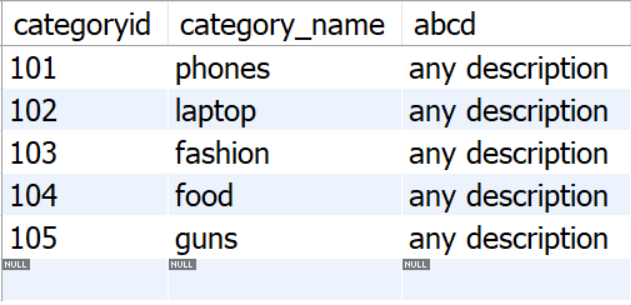 categoryid category_name abcd
101 phones any description
102 laptop any description
103 fashion any description
104 food any description
105 guns any description
NULL NULL NULL